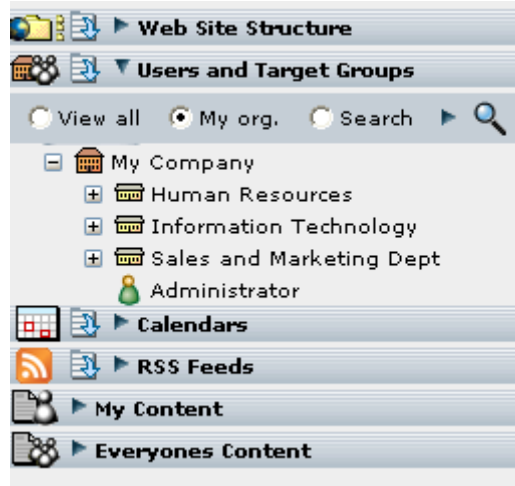 Web Site Structure
Users and Target Groups
View all My org. Search
My Company
Human Resources
Information Technology
Sales and Marketing Dept
Administrator
Calendars
RSS Feeds
My Content
Everyones Content